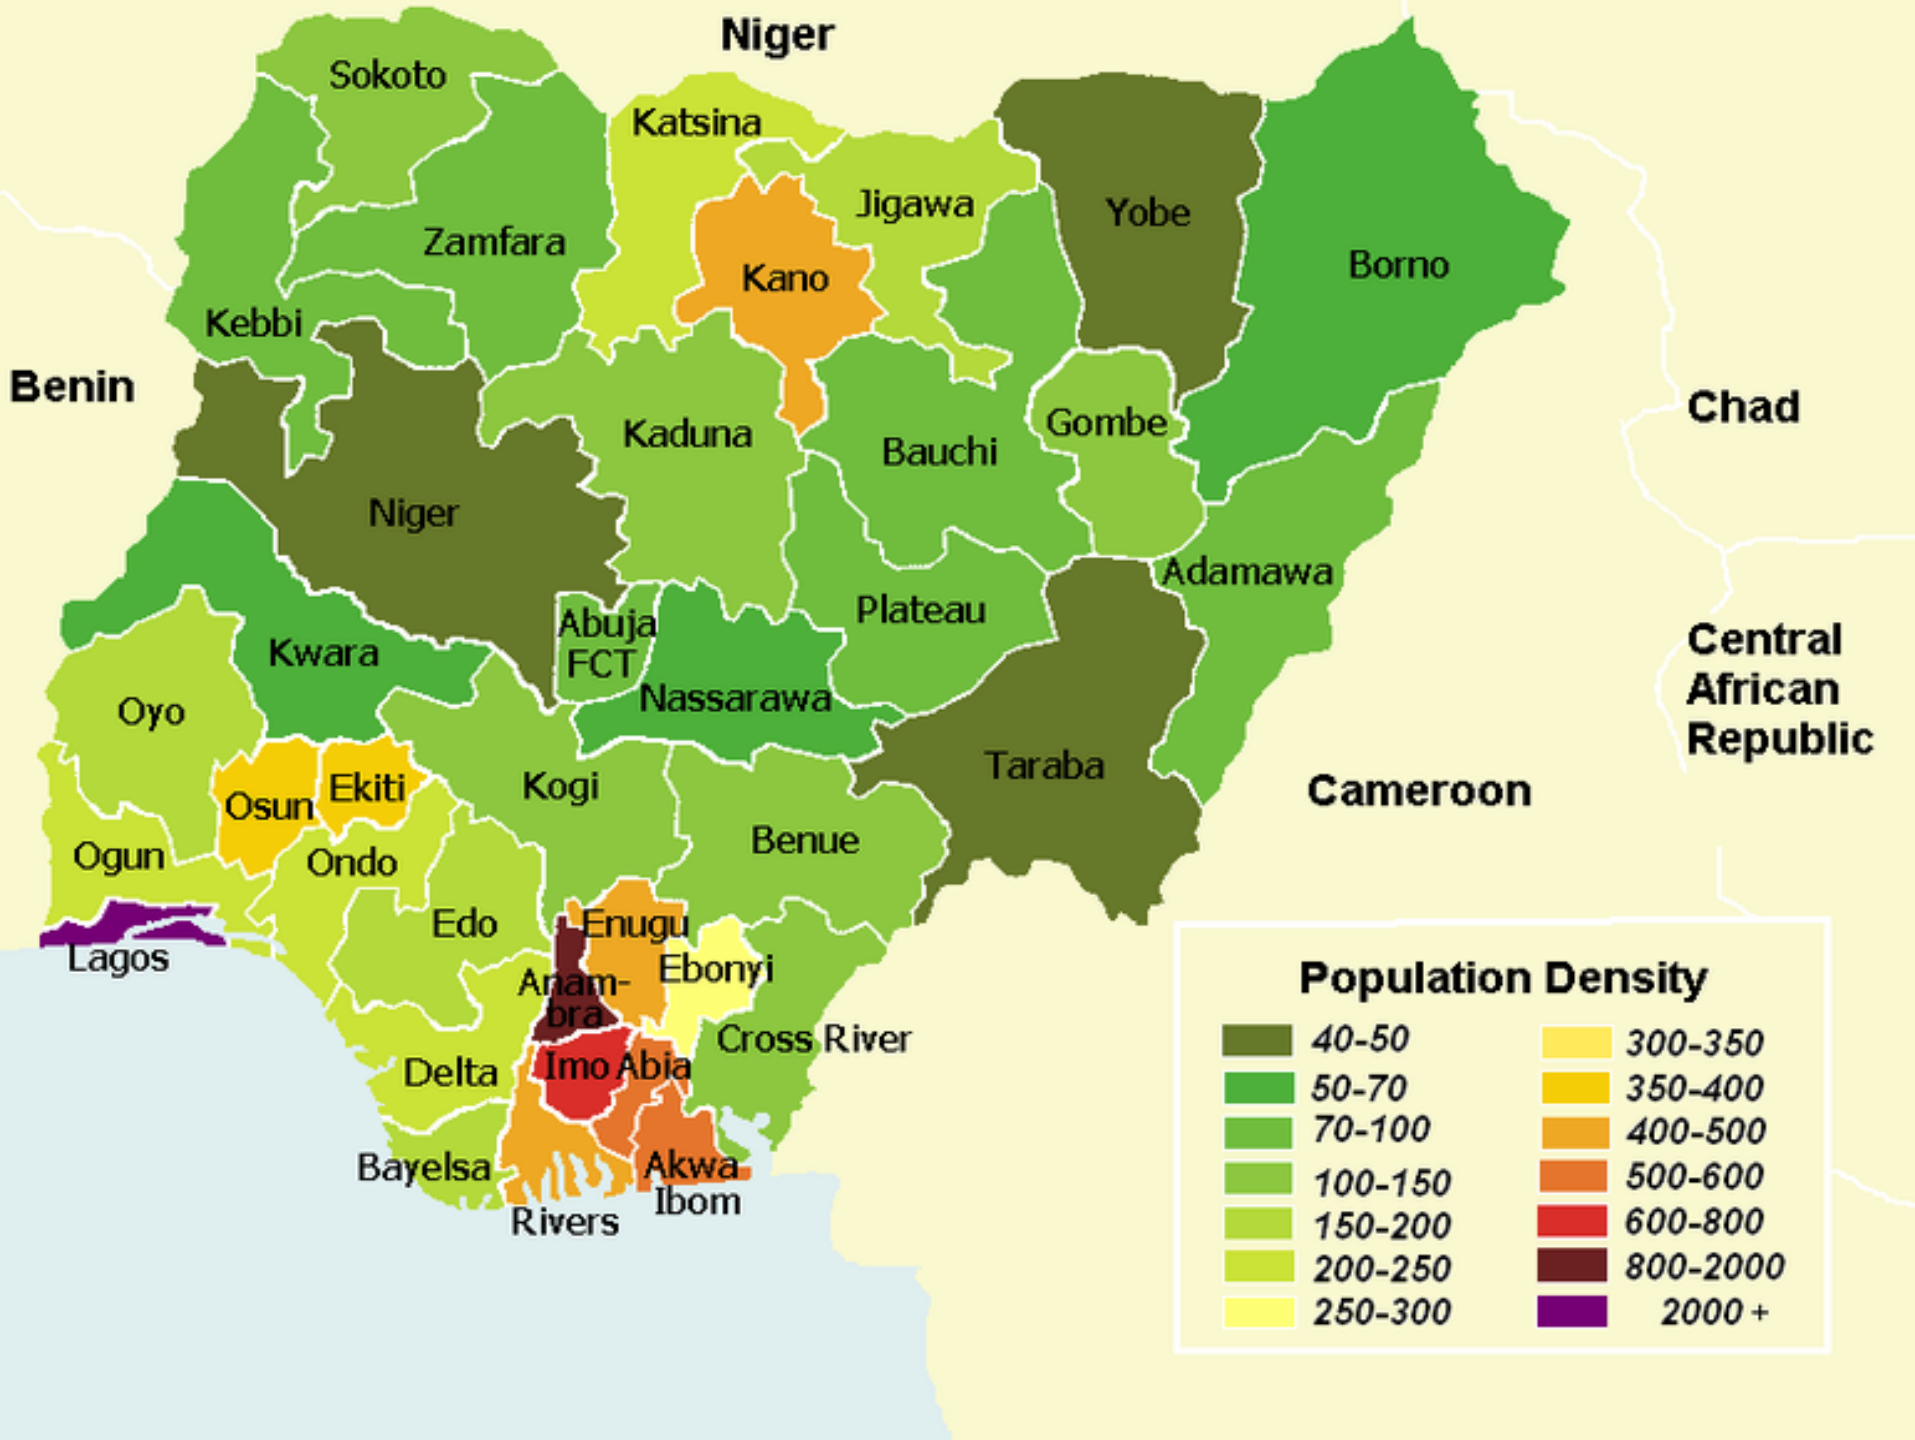 Niger
Sokoto
Katsina
Jigawa
Yobe
Zamfara
Borno
Kano
Kebbi
Benin
Chad
Gombe
Kaduna
Bauchi
Niger
Adamawa
Plateau
Abuja
FCT
Kwara
Central
African
Republic
Nassarawa
Oyo
Taraba
Kogi
Ekiti
Osun
Cameroon
Benue
Ogun
Ondo
Edo
Enugu
Lagos
Ebonyi
Anam-
bra
Cross River
Delta
Imo
Abia
Bayelsa
Akwa
Ibom
Rivers
Population Density
40-50
50-70
70-100
100-150
150-200
200-250
250-300
300-350
350-400
400-500
500-600
600-800
800-2000
2000 +